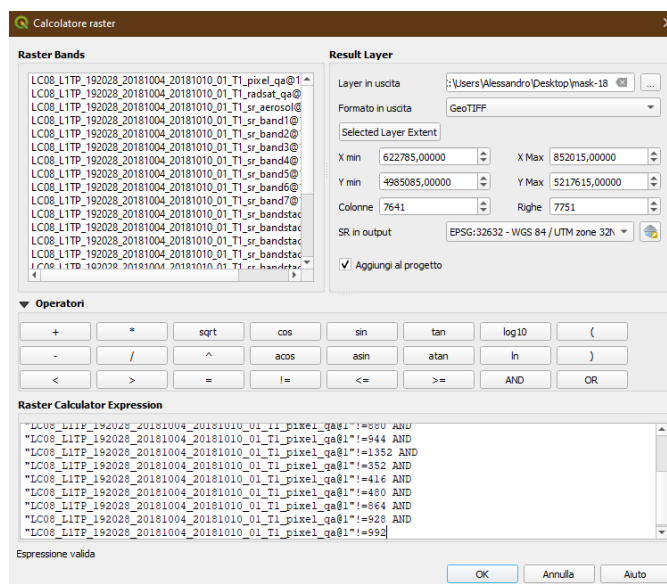 Calcolatore raster
Raster Bands
LC08_L1TP_192028_20181004_20181010_01_T1_pixel_qa@1
LC08_L1TP_192028_20181004_20181010_01_T1_radsat_qa@
LC08_L1TP_192028_20181004_20181010_01_T1_sr_aerosol@
LC08_L1TP_192028_20181004_20181010_01_T1_sr_band1@
LC08_L1TP_192028_20181004_20181010_01_T1_sr_band2@
LC08_L1TP_192028_20181004_20181010_01_T1_sr_band3@
LC08_L1TP_192028_20181004_20181010_01_T1_sr_band4@
LC08_L1TP_192028_20181004_20181010_01_T1_sr_band5@
LC08_L1TP_192028_20181004_20181010_01_T1_sr_band6@
LC08_L1TP_192028_20181004_20181010_01_T1_sr_band7@
LC08_L1TP_192028_20181004_20181010_01_T1_sr_bandstac
LC08_L1TP_192028_20181004_20181010_01_T1_sr_bandstac
LC08_L1TP_192028_20181004_20181010_01_T1_sr_bandstac
LC08_L1TP_192028_20181004_20181010_01_T1_sr_bandstac
Result Layer
Layer in uscita :\Users\Alessandro\Desktop\mask-18 ...
Formato in uscita GeoTIFF
Selected Layer Extent
X min 622785,00000 X Max 852015,00000
Y min 4985085,00000 Y Max 5217615,00000
Colonne 7641 Righe 7751
SR in output EPSG:32632 - WGS 84 / UTM zone 32N
Aggiungi al progetto
Operatori
+ * sqrt cos sin tan log10 (
- / ^ acos asin atan ln )
< > = != <= >= AND OR
Raster Calculator Expression
"LC08_L1TP_192028_20181004_20181010_01_T1_pixel_qa@1"!=880 AND
"LC08_L1TP_192028_20181004_20181010_01_T1_pixel_qa@1"!=944 AND
"LC08_L1TP_192028_20181004_20181010_01_T1_pixel_qa@1"!=1352 AND
"LC08_L1TP_192028_20181004_20181010_01_T1_pixel_qa@1"!=352 AND
"LC08_L1TP_192028_20181004_20181010_01_T1_pixel_qa@1"!=416 AND
"LC08_L1TP_192028_20181004_20181010_01_T1_pixel_qa@1"!=480 AND
"LC08_L1TP_192028_20181004_20181010_01_T1_pixel_qa@1"!=864 AND
"LC08_L1TP_192028_20181004_20181010_01_T1_pixel_qa@1"!=928 AND
"LC08_L1TP_192028_20181004_20181010_01_T1_pixel_qa@1"!=992
Espressione valida
OK Annulla Aiuto